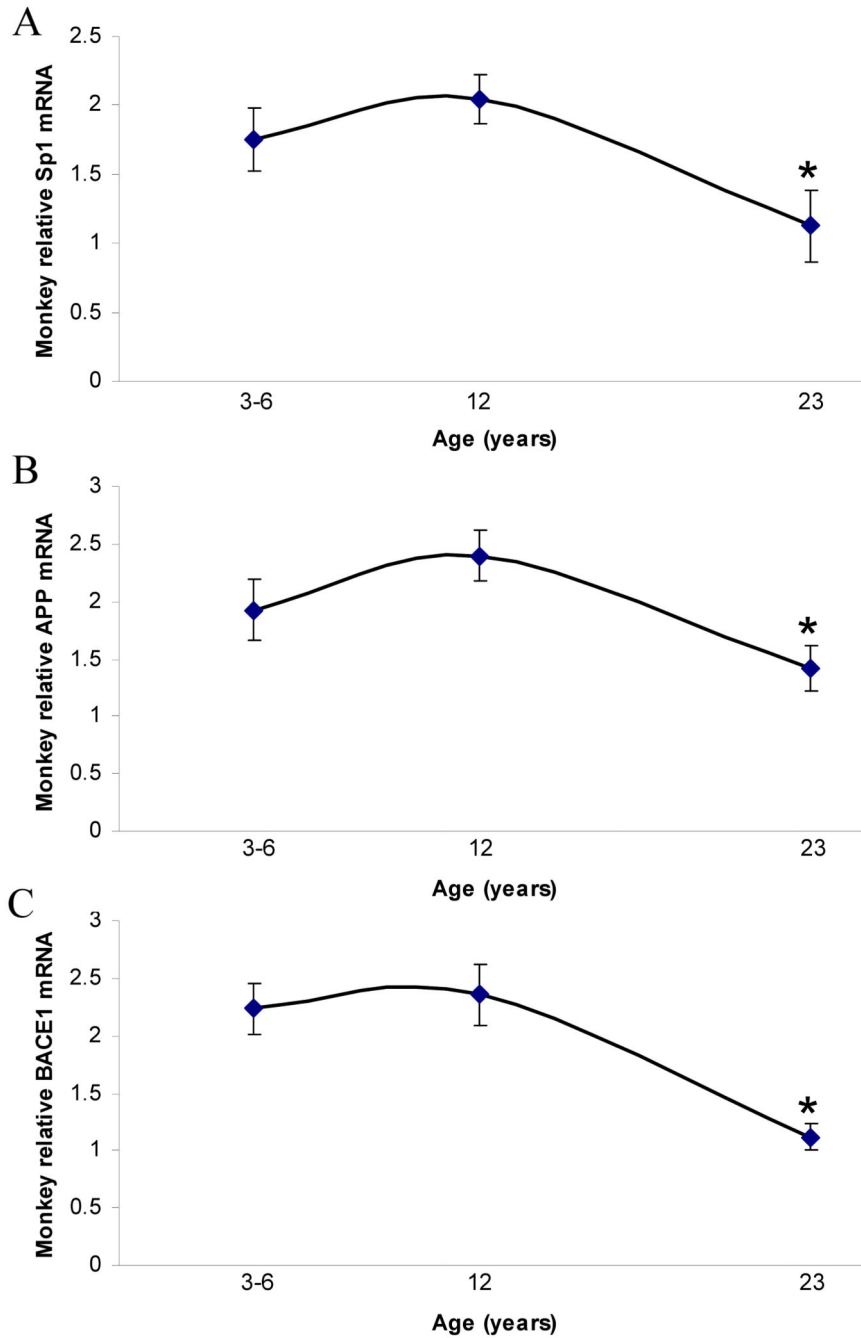 A
Monkey relative Sp1 mRNA
2.5
2
1.5
1
0.5
0
*
3-6 12 23
Age (years)
B
Monkey relative APP mRNA
3
2.5
2
1.5
1
0.5
0
*
3-6 12 23
Age (years)
C
Monkey relative BACE1 mRNA
3
2.5
2
1.5
1
0.5
0
*
3-6 12 23
Age (years)